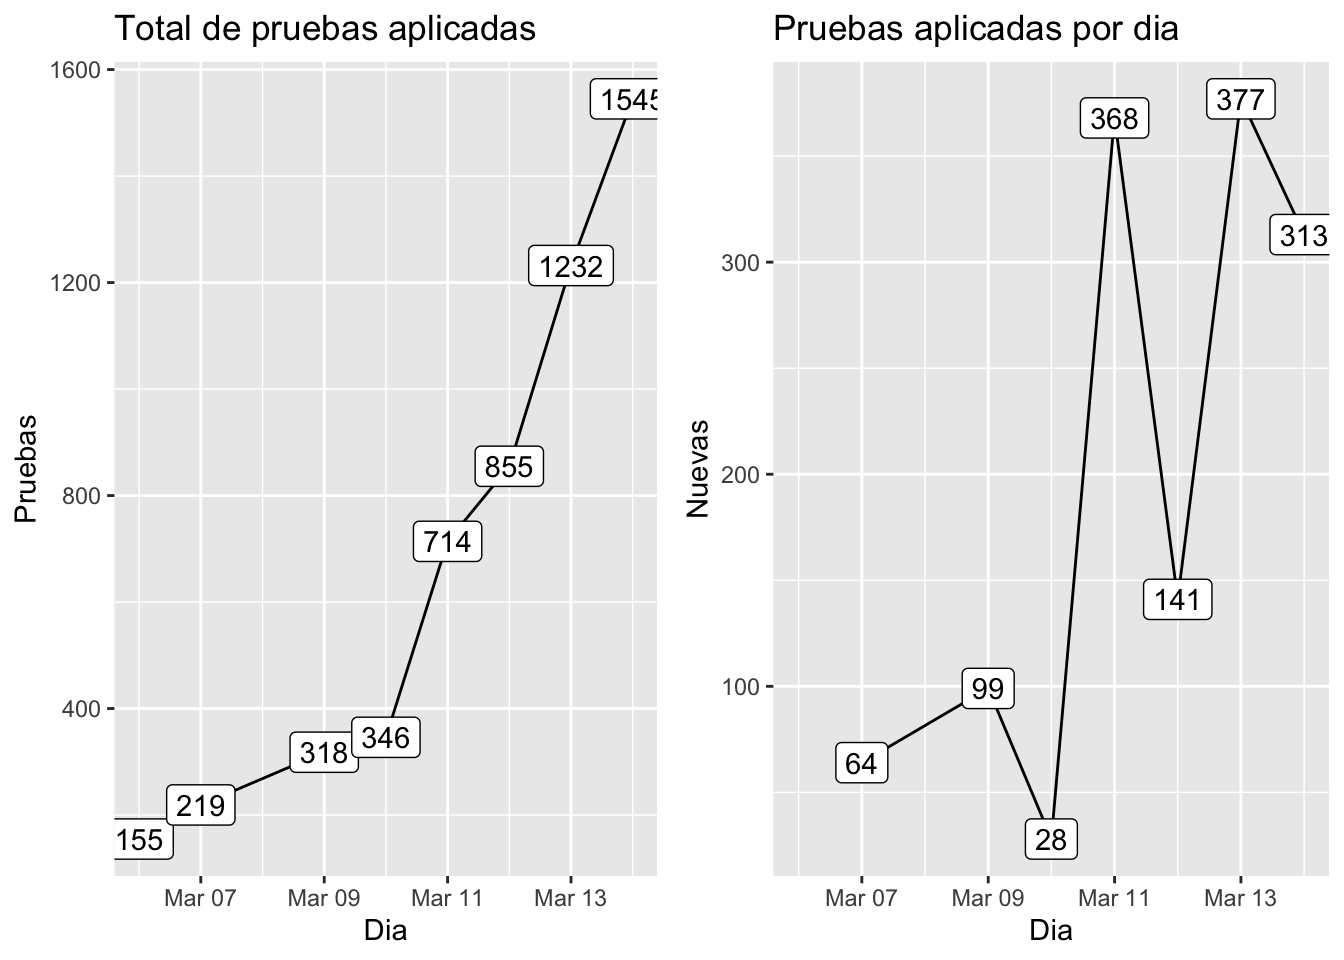 Total de pruebas aplicadas
1600
1200
800
400
Pruebas
155
219
318
346
714
855
1232
1545
Mar 07
Mar 09
Mar 11
Mar 13
Dia
Pruebas aplicadas por dia
300
200
100
Nuevas
64
99
28
368
141
377
313
Mar 07
Mar 09
Mar 11
Mar 13
Dia